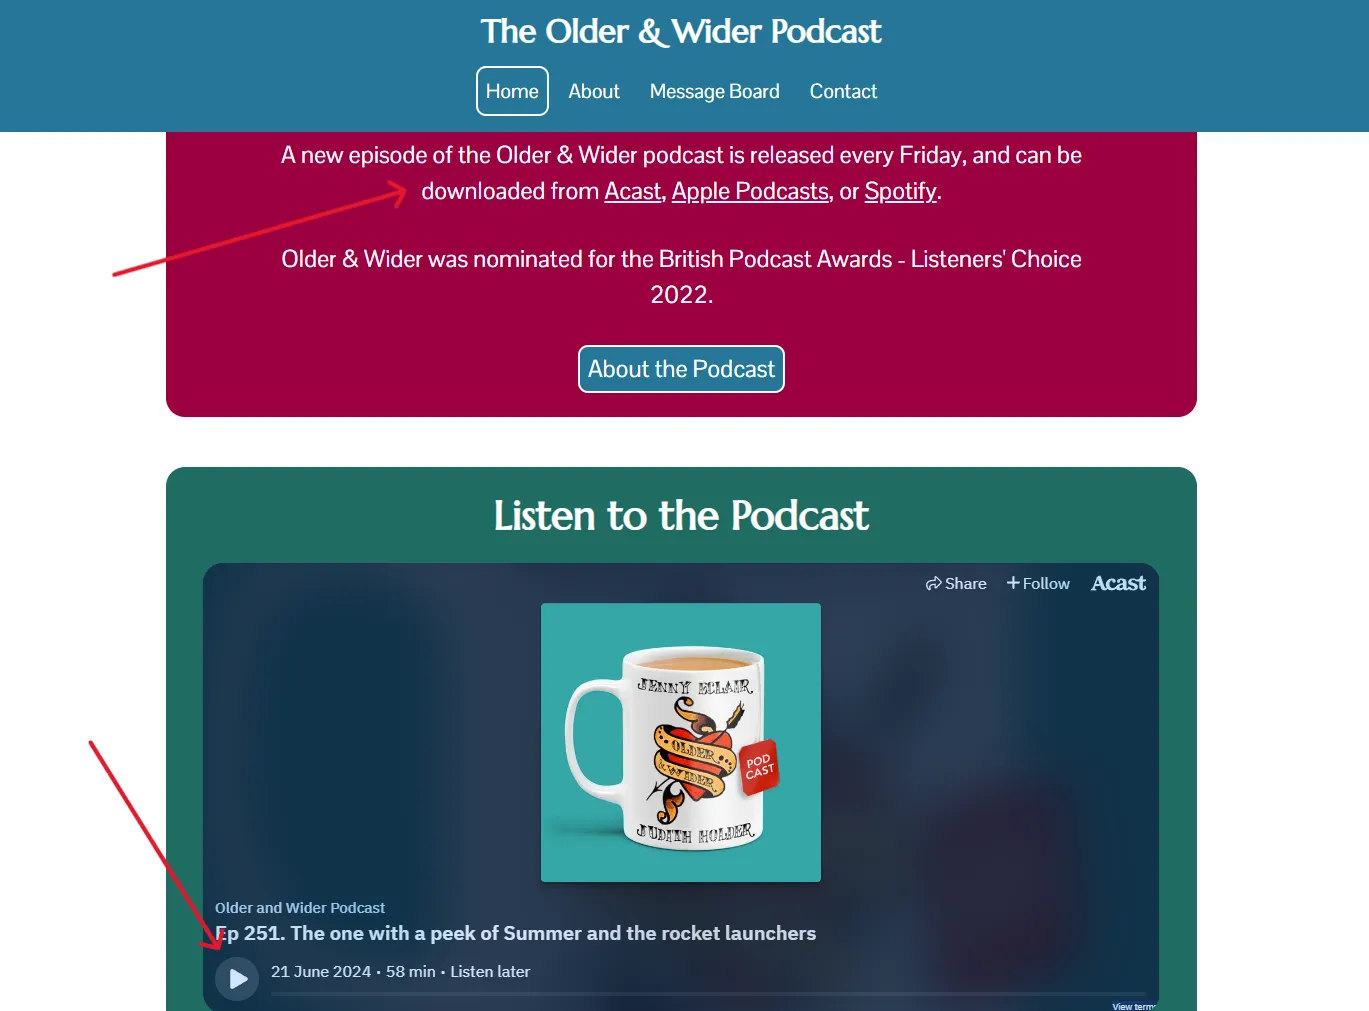 The Older & Wider Podcast
Home About Message Board Contact
A new episode of the Older & Wider podcast is released every Friday, and can be
downloaded from Acast, Apple Podcasts, or Spotify.
Older & Wider was nominated for the British Podcast Awards - Listeners' Choice
2022.
About the Podcast
Listen to the Podcast
Share Follow Acast
JENNY ECLAIR
OLDER
& WIDER
POD
CAST
JUDITH HOLDER
Older and Wider Podcast
Ep 251. The one with a peek of Summer and the rocket launchers
21 June 2024 • 58 min • Listen later
View terms